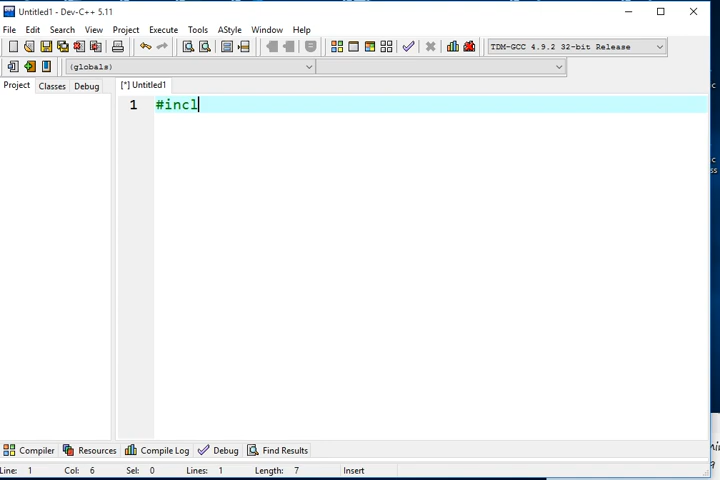 Untitled1 - Dev-C++ 5.11
File Edit Search View Project Execute Tools AStyle Window Help
TDM-GCC 4.9.2 32-bit Release
(globals)
Project Classes Debug [*] Untitled1
1 #incl
Compiler Resources Compile Log Debug Find Results
Line: 1 Col: 6 Sel: 0 Lines: 1 Length: 7 Insert